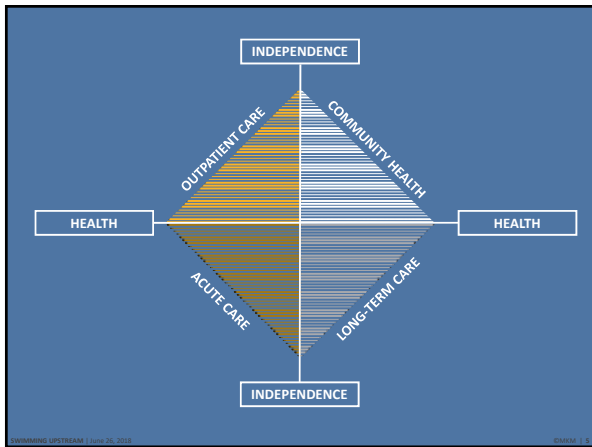 INDEPENDENCE
OUTPATIENT CARE
COMMUNITY HEALTH
HEALTH
HEALTH
ACUTE CARE
LONG-TERM CARE
INDEPENDENCE
SWIMMING UPSTREAM | June 26, 2018
©MKM | 5